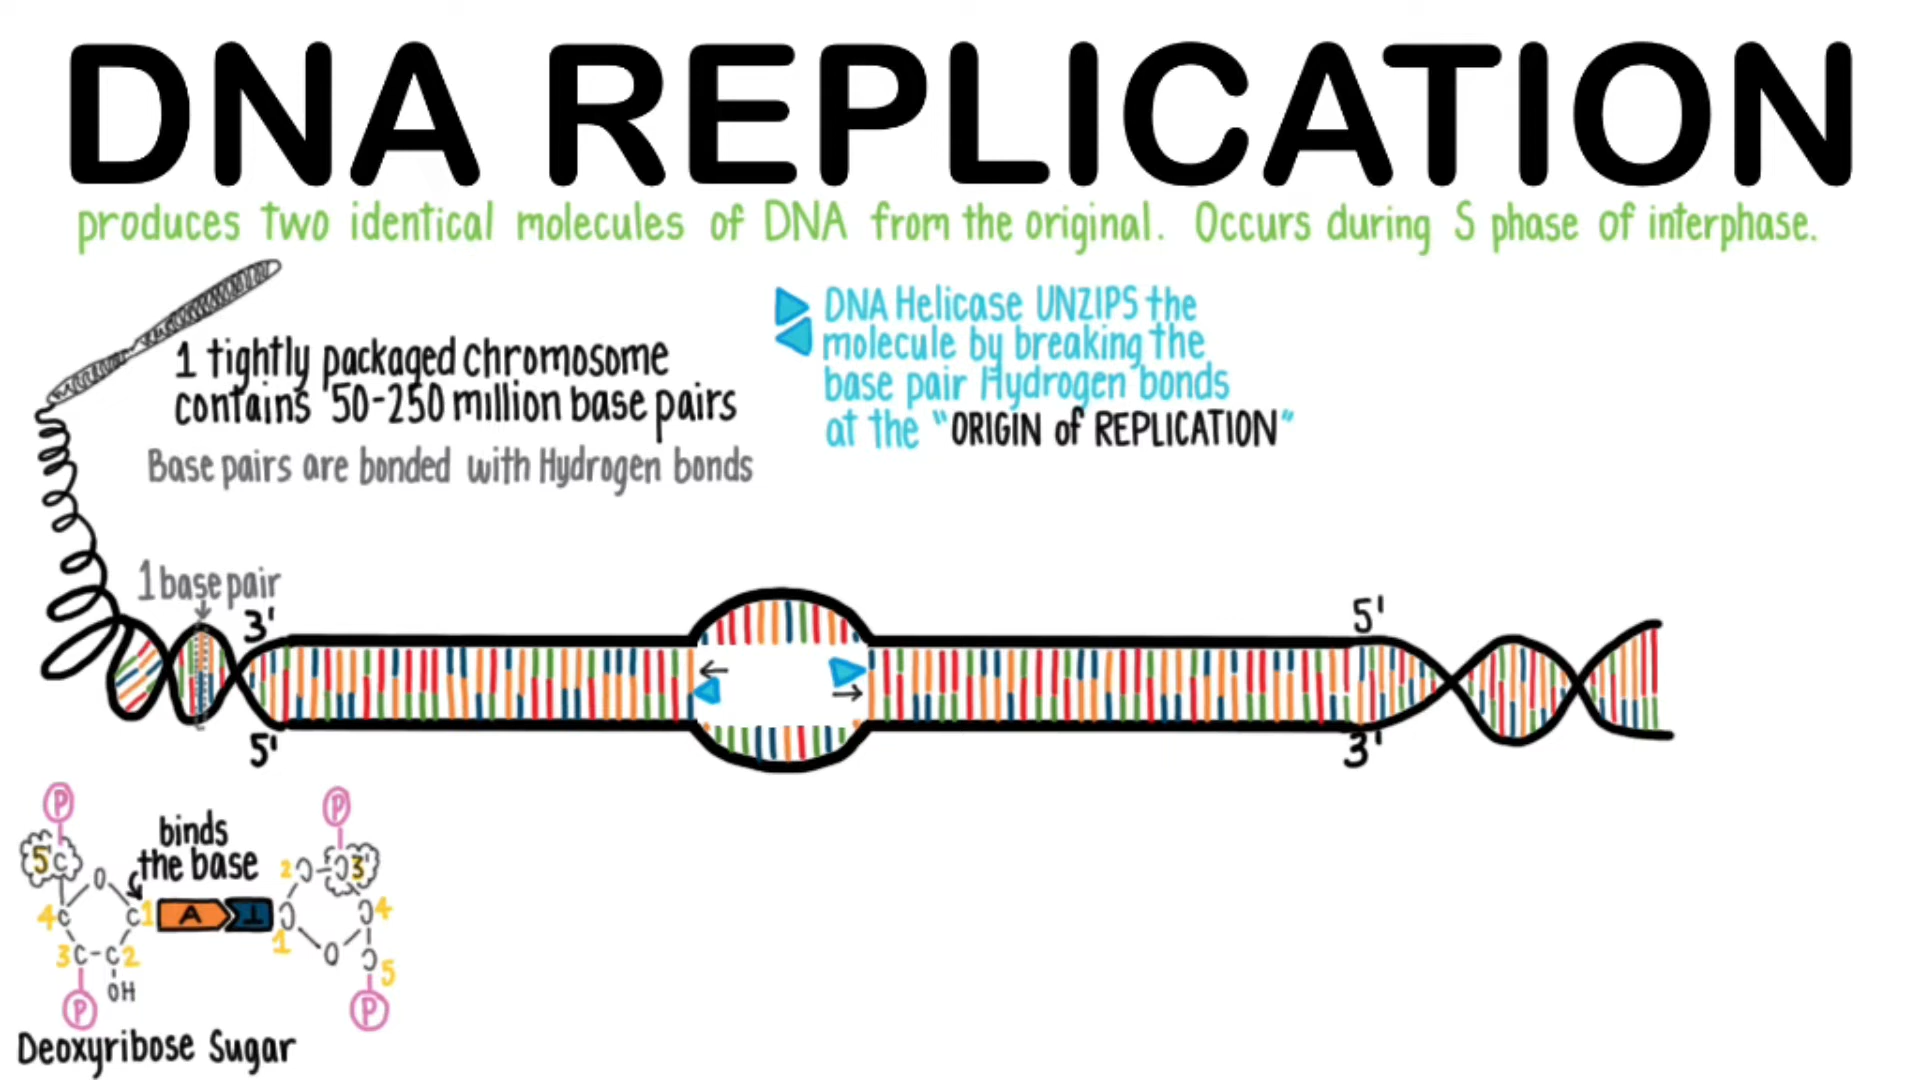 DNA REPLICATION
produces two identical molecules of DNA from the original. Occurs during S phase of interphase.
1 tightly packaged chromosome
contains 50-250 million base pairs
Base pairs are bonded with Hydrogen bonds
DNA Helicase UNZIPS the
molecule by breaking the
base pair Hydrogen bonds
at the "ORIGIN of REPLICATION"
1 base pair
3'
5'
5'
3'
P
5'C
O
4C
C1
3C-C2
OH
P
binds
the base
A T
P
2C-C3'
C4
C
1
O
C5
P
Deoxyribose Sugar